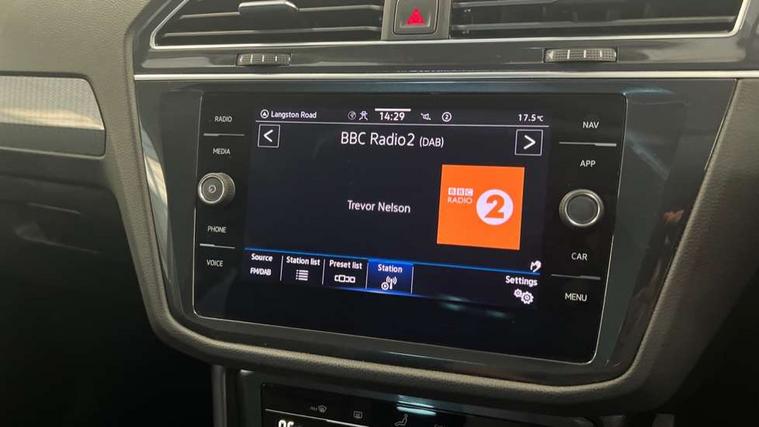 RADIO
MEDIA
PHONE
VOICE
Langston Road 14:29 2 17.5°C
BBC Radio2 (DAB)
Trevor Nelson
BBC
RADIO 2
Source Station list Preset list Station Settings
FM/DAB
NAV
APP
CAR
MENU